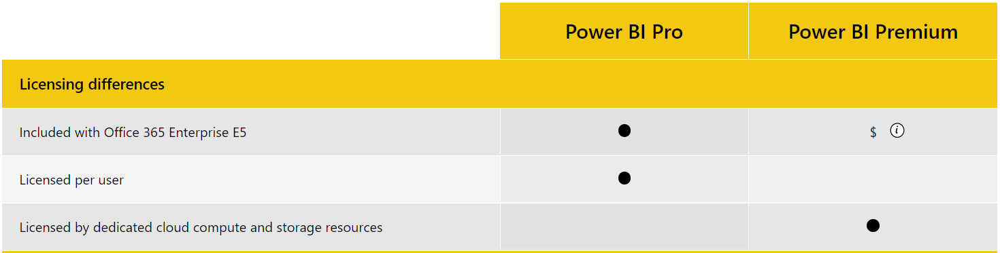 Power BI Pro
Power BI Premium
Licensing differences
Included with Office 365 Enterprise E5
$ i
Licensed per user
Licensed by dedicated cloud compute and storage resources